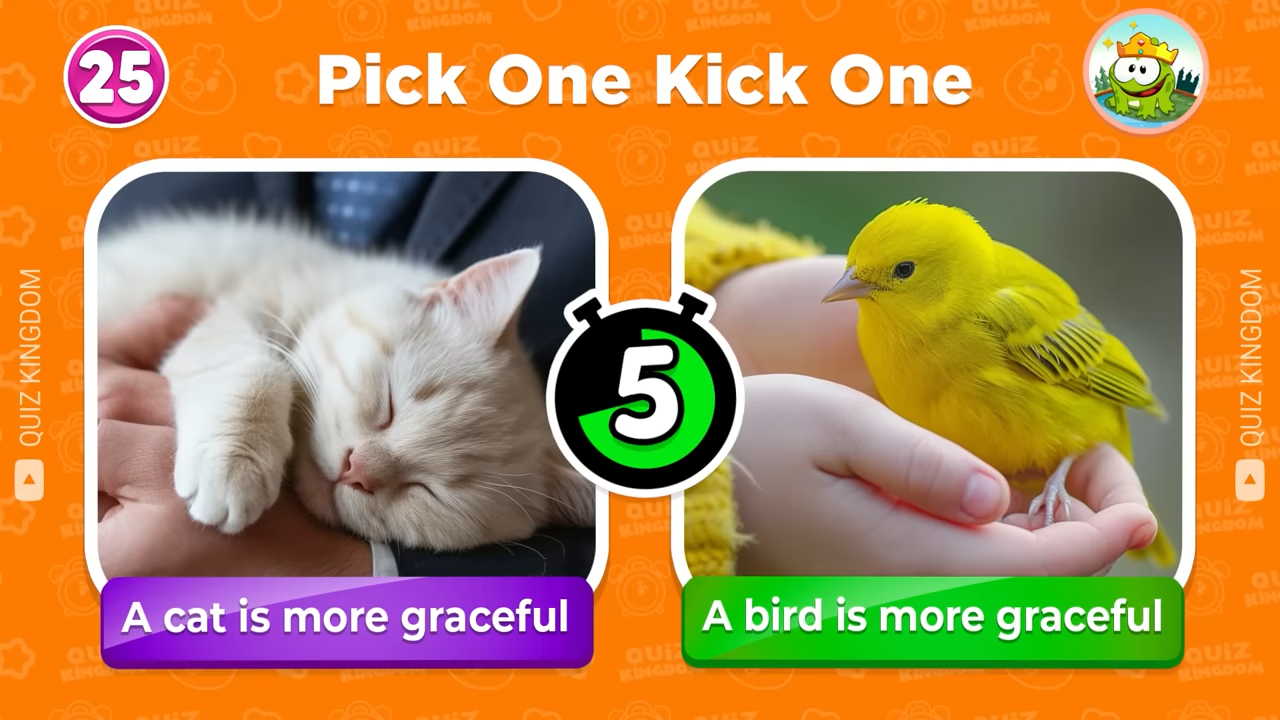 25
Pick One Kick One
QUIZ KINGDOM
5
QUIZ KINGDOM
A cat is more graceful
A bird is more graceful